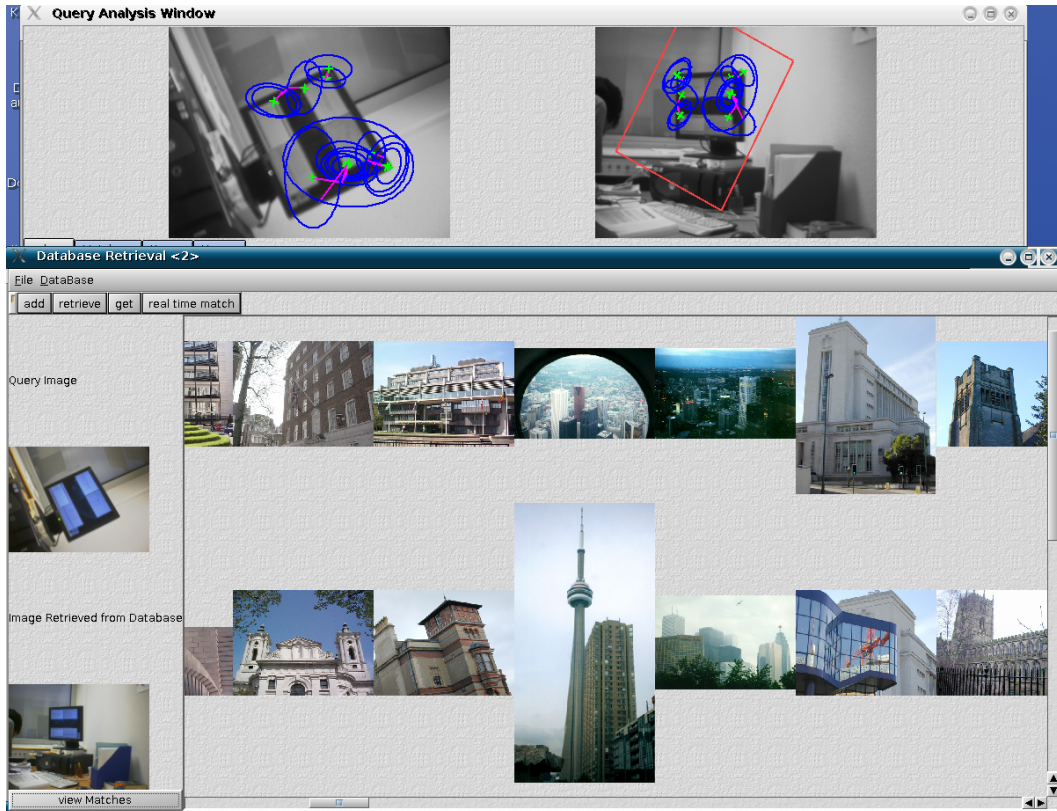 Query Analysis Window
Database Retrieval <2>
File DataBase
add retrieve get real time match
Query Image
Image Retrieved from Database
view Matches